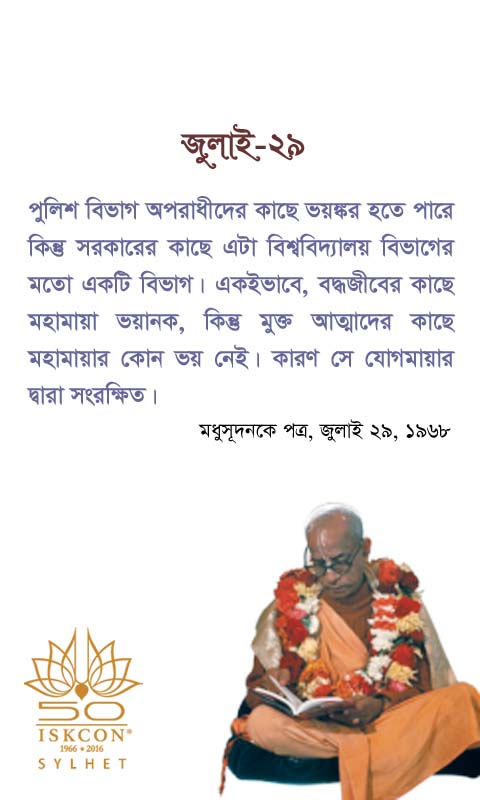 জুলাই-২৯
পুলিশ বিভাগ অপরাধীদের কাছে ভয়ঙ্কর হতে পারে
কিন্তু সরকারের কাছে এটা বিশ্ববিদ্যালয় বিভাগের
মতো একটি বিভাগ। একইভাবে, বদ্ধজীবের কাছে
মহামায়া ভয়ানক, কিন্তু মুক্ত আত্মাদের কাছে
মহামায়ার কোন ভয় নেই। কারণ সে যোগমায়ার
দ্বারা সংরক্ষিত।
মধুসূদনকে পত্র, জুলাই ২৯, ১৯৬৮
50
ISKCON®
1966 • 2016
SYLHET